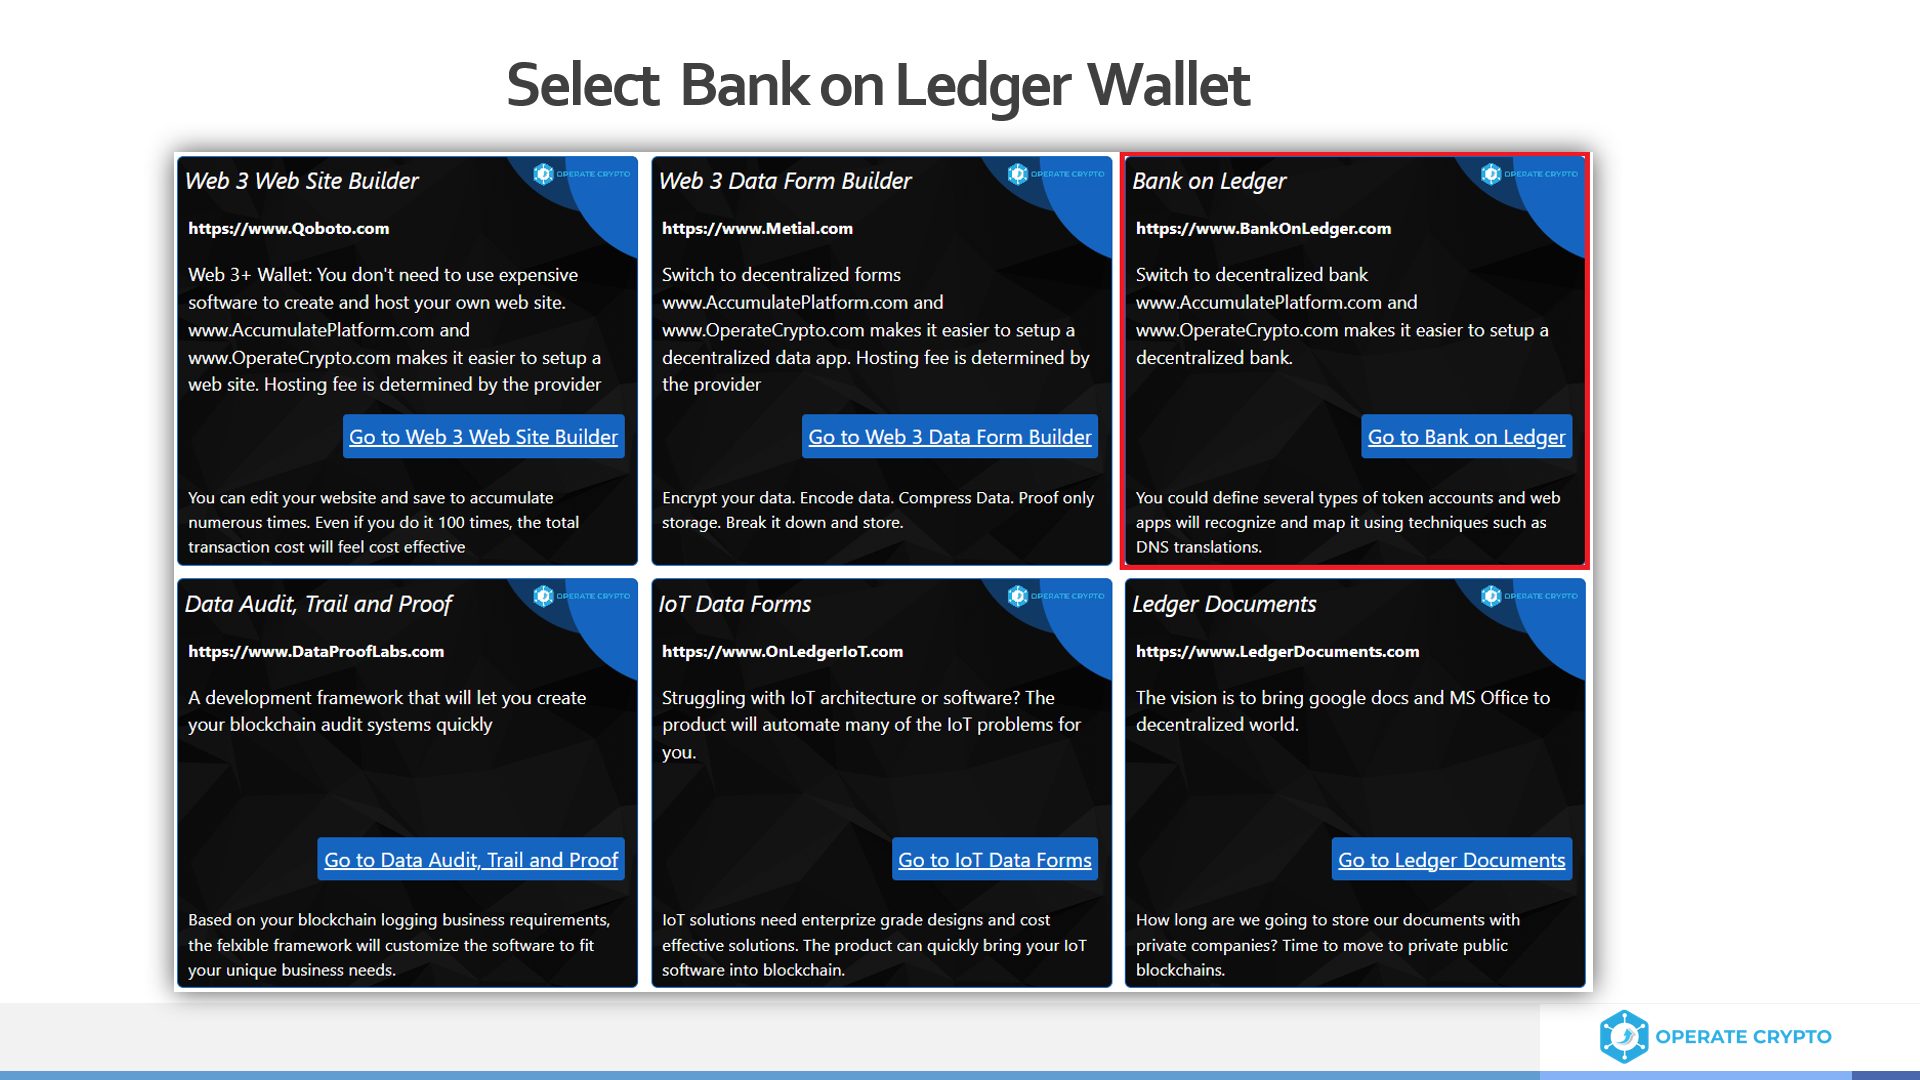 Select Bank on Ledger Wallet
Web 3 Web Site Builder
OPERATE CRYPTO
https://www.Qoboto.com
Web 3+ Wallet: You don't need to use expensive
software to create and host your own web site.
www.AccumulatePlatform.com and
www.OperateCrypto.com makes it easier to setup a
web site. Hosting fee is determined by the provider
Go to Web 3 Web Site Builder
You can edit your website and save to accumulate
numerous times. Even if you do it 100 times, the total
transaction cost will feel cost effective
Web 3 Data Form Builder
OPERATE CRYPTO
https://www.Metial.com
Switch to decentralized forms
www.AccumulatePlatform.com and
www.OperateCrypto.com makes it easier to setup a
decentralized data app. Hosting fee is determined by
the provider
Go to Web 3 Data Form Builder
Encrypt your data. Encode data. Compress Data. Proof only
storage. Break it down and store.
Bank on Ledger
OPERATE CRYPTO
https://www.BankOnLedger.com
Switch to decentralized bank
www.AccumulatePlatform.com and
www.OperateCrypto.com makes it easier to setup a
decentralized bank.
Go to Bank on Ledger
You could define several types of token accounts and web
apps will recognize and map it using techniques such as
DNS translations.
Data Audit, Trail and Proof
OPERATE CRYPTO
https://www.DataProofLabs.com
A development framework that will let you create
your blockchain audit systems quickly
Go to Data Audit, Trail and Proof
Based on your blockchain logging business requirements,
the felxible framework will customize the software to fit
your unique business needs.
IoT Data Forms
OPERATE CRYPTO
https://www.OnLedgerIoT.com
Struggling with IoT architecture or software? The
product will automate many of the IoT problems for
you.
Go to IoT Data Forms
IoT solutions need enterprize grade designs and cost
effective solutions. The product can quickly bring your IoT
software into blockchain.
Ledger Documents
OPERATE CRYPTO
https://www.LedgerDocuments.com
The vision is to bring google docs and MS Office to
decentralized world.
Go to Ledger Documents
How long are we going to store our documents with
private companies? Time to move to private public
blockchains.
OPERATE CRYPTO